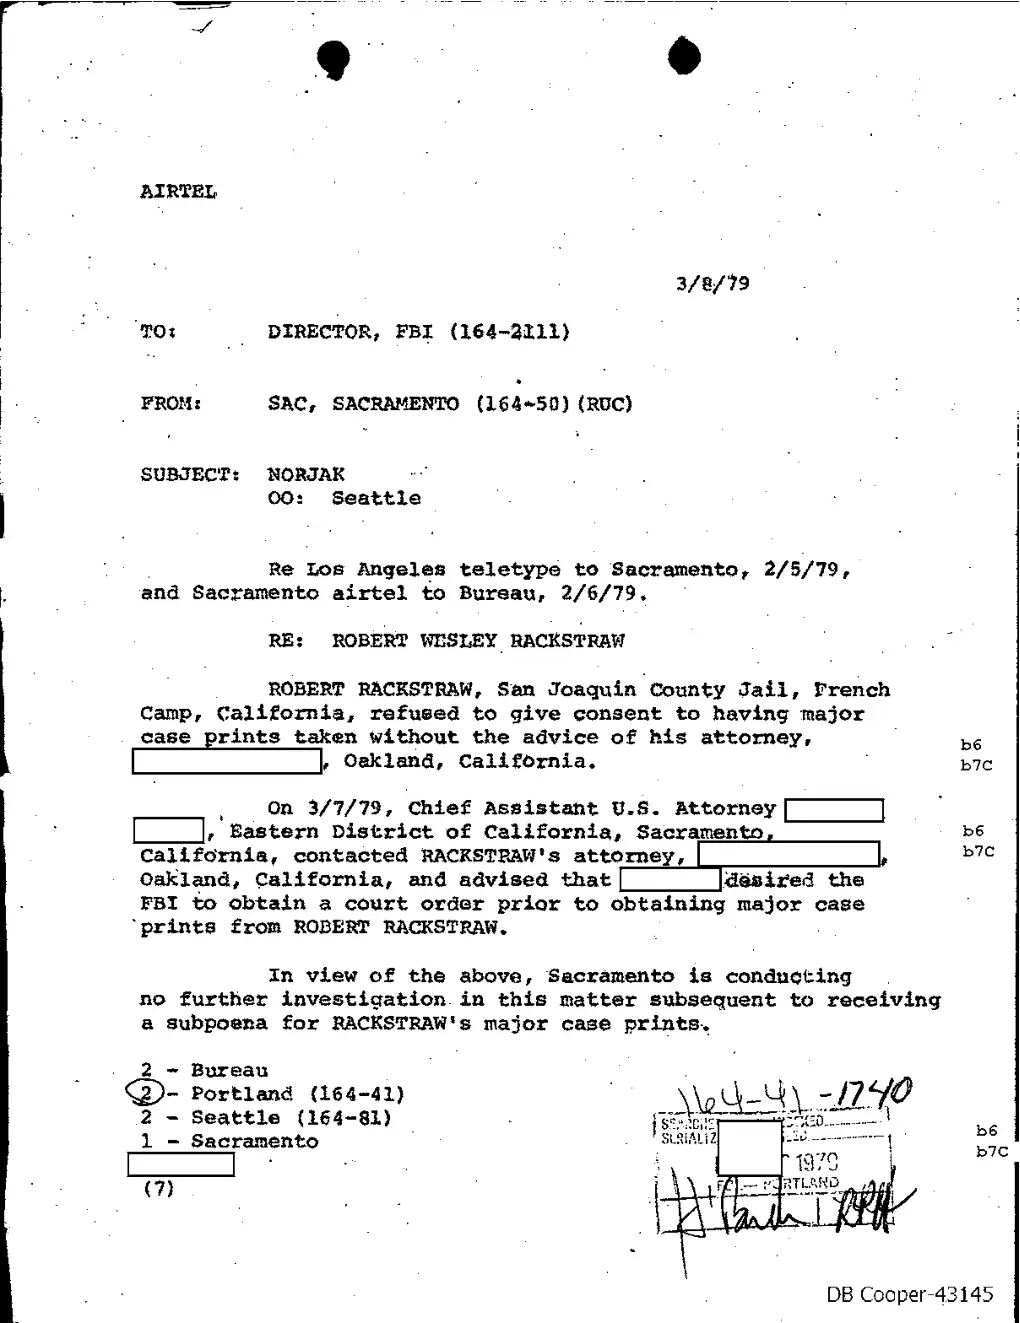 AIRTEL
3/8/79
TO: DIRECTOR, FBI (164-2111)
FROM: SAC, SACRAMENTO (164-50) (RUC)
SUBJECT: NORJAK
OO: Seattle
Re Los Angeles teletype to Sacramento, 2/5/79,
and Sacramento airtel to Bureau, 2/6/79.
RE: ROBERT WESLEY RACKSTRAW
ROBERT RACKSTRAW, San Joaquin County Jail, French
Camp, California, refused to give consent to having major
case prints taken without the advice of his attorney,
, Oakland, California.
b6
b7C
On 3/7/79, Chief Assistant U.S. Attorney
, Eastern District of California, Sacramento,
California, contacted RACKSTRAW's attorney, ,
Oakland, California, and advised that desired the
FBI to obtain a court order prior to obtaining major case
prints from ROBERT RACKSTRAW.
b6
b7C
In view of the above, Sacramento is conducting
no further investigation in this matter subsequent to receiving
a subpoena for RACKSTRAW's major case prints.
2 - Bureau
2 - Portland (164-41)
2 - Seattle (164-81)
1 - Sacramento
(7)
164-41-1740
1979
FBI — PORTLAND
b6
b7C
DB Cooper-43145